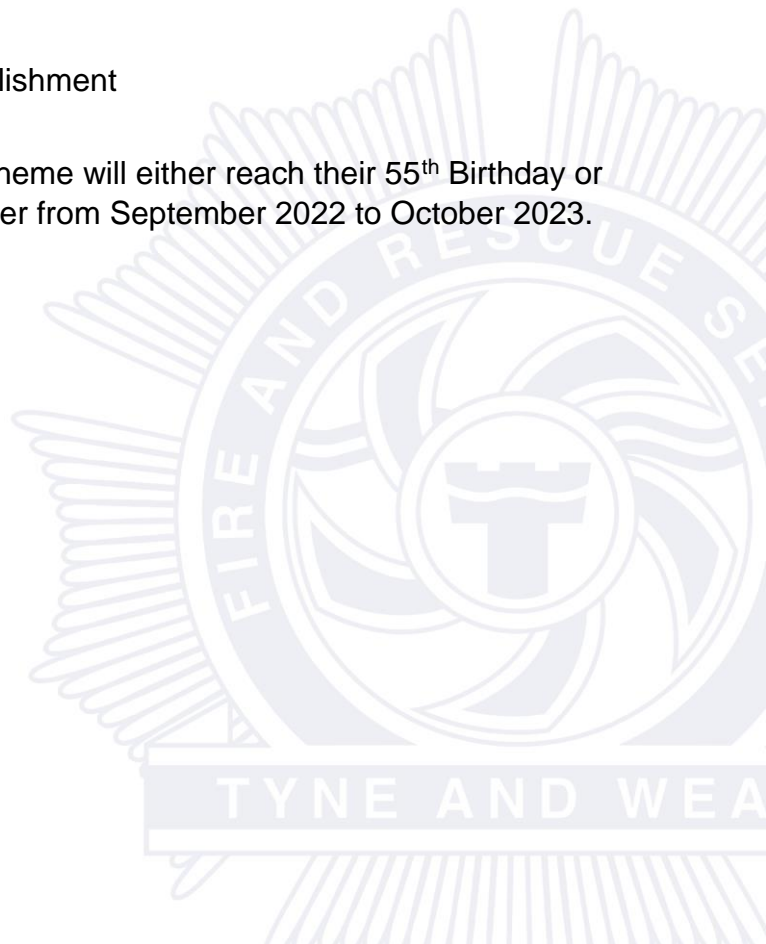 lishment
neme will either reach their 55th Birthday or
er from September 2022 to October 2023.
FIRE AND RESCUE SE
TYNE AND WEA